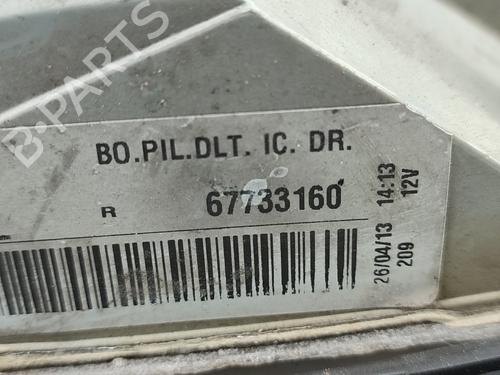 B-PARTS
BO.PIL.DLT. IC. DR.
R 67733160
26/04/13 14:13
209 12V